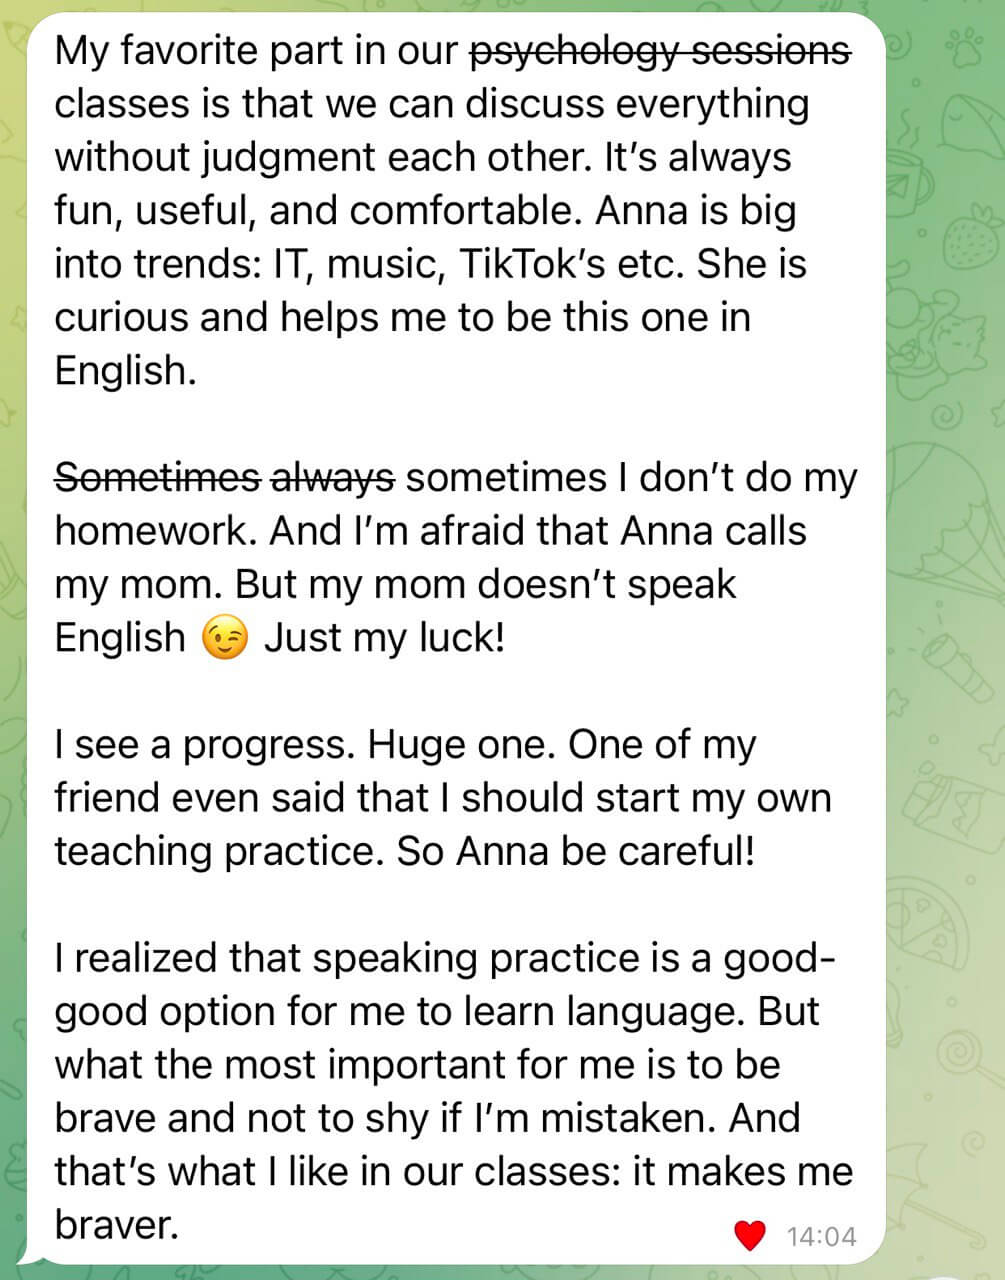 My favorite part in our psychology sessions
classes is that we can discuss everything
without judgment each other. It’s always
fun, useful, and comfortable. Anna is big
into trends: IT, music, TikTok’s etc. She is
curious and helps me to be this one in
English.
Sometimes always sometimes I don’t do my
homework. And I’m afraid that Anna calls
my mom. But my mom doesn’t speak
English 😉 Just my luck!
I see a progress. Huge one. One of my
friend even said that I should start my own
teaching practice. So Anna be careful!
I realized that speaking practice is a good-
good option for me to learn language. But
what the most important for me is to be
brave and not to shy if I’m mistaken. And
that’s what I like in our classes: it makes me
braver.
❤️ 14:04